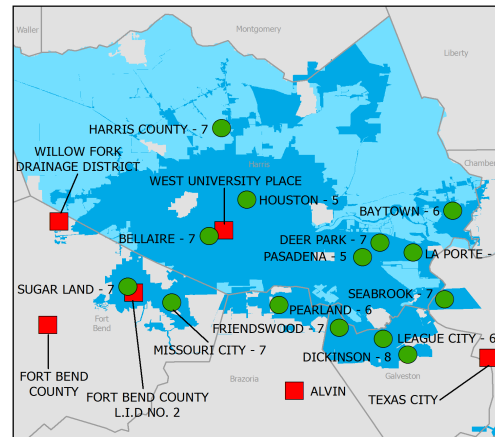 Waller
Montgomery
Liberty
HARRIS COUNTY - 7
WILLOW FORK
DRAINAGE DISTRICT
Harris
Chambe
WEST UNIVERSITY PLACE
HOUSTON - 5
BAYTOWN - 6
BELLAIRE - 7
DEER PARK - 7
PASADENA - 5
LA PORTE -
SUGAR LAND - 7
SEABROOK - 7
Fort
Bend
PEARLAND - 6
FRIENDSWOOD - 7
LEAGUE CITY - 6
MISSOURI CITY - 7
DICKINSON - 8
FORT BEND
COUNTY
Brazoria
Galveston
FORT BEND COUNTY
L.I.D NO. 2
ALVIN
TEXAS CITY